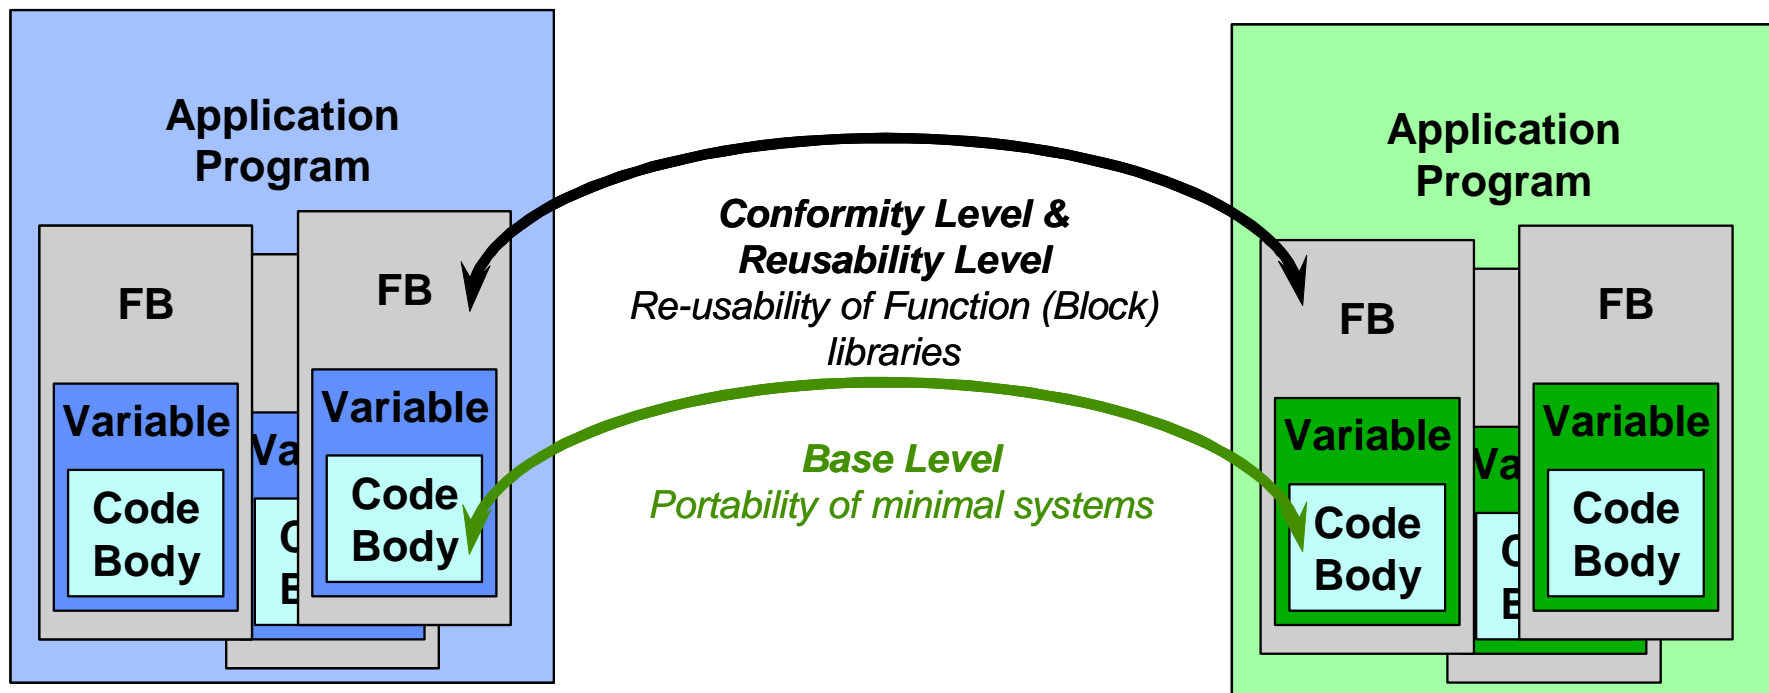 Application
Program
FB
Variable
Code
Body
FB
Variable
Code
Body
Conformity Level &
Reusability Level
Re-usability of Function (Block)
libraries
Base Level
Portability of minimal systems
Application
Program
FB
Variable
Code
Body
FB
Variable
Code
Body